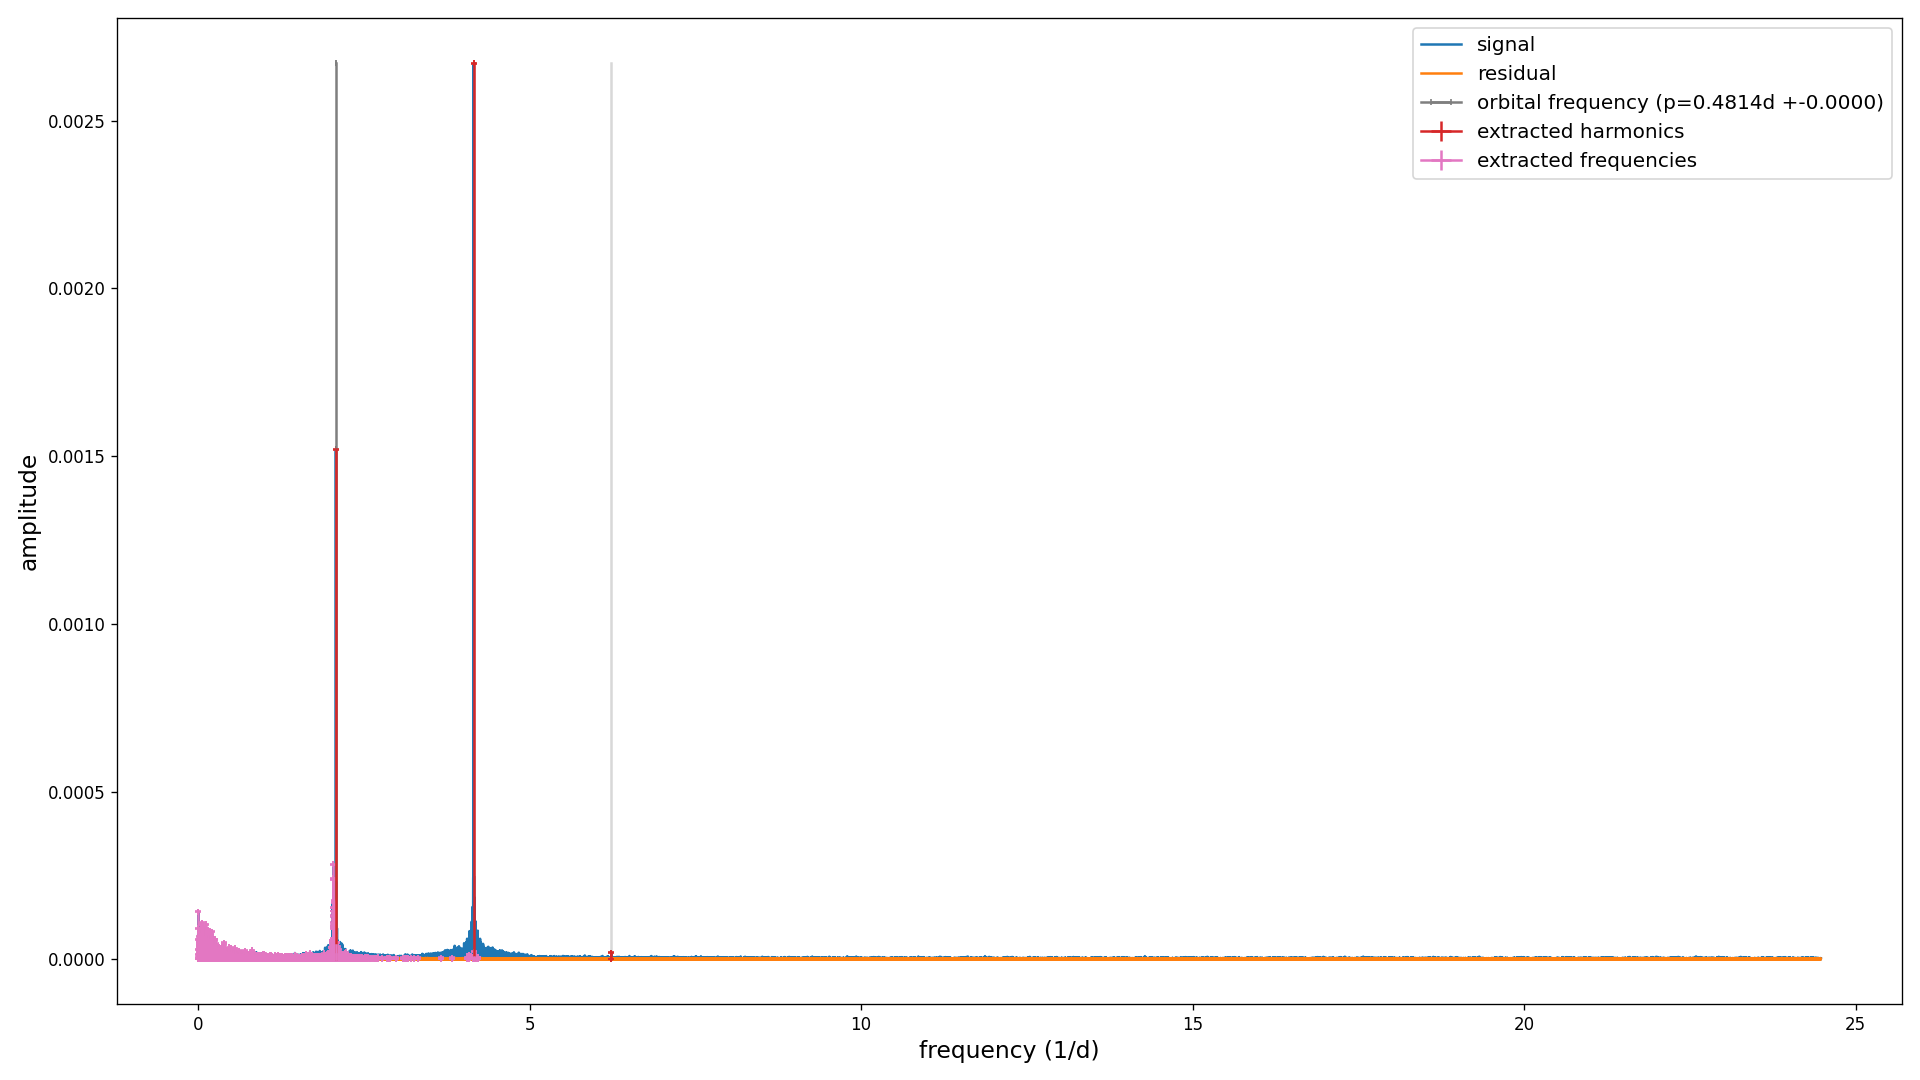 signal
residual
orbital frequency (p=0.4814d +-0.0000)
extracted harmonics
extracted frequencies
0.0025
0.0020
0.0015
0.0010
0.0005
0.0000
amplitude
0 5 10 15 20 25
frequency (1/d)